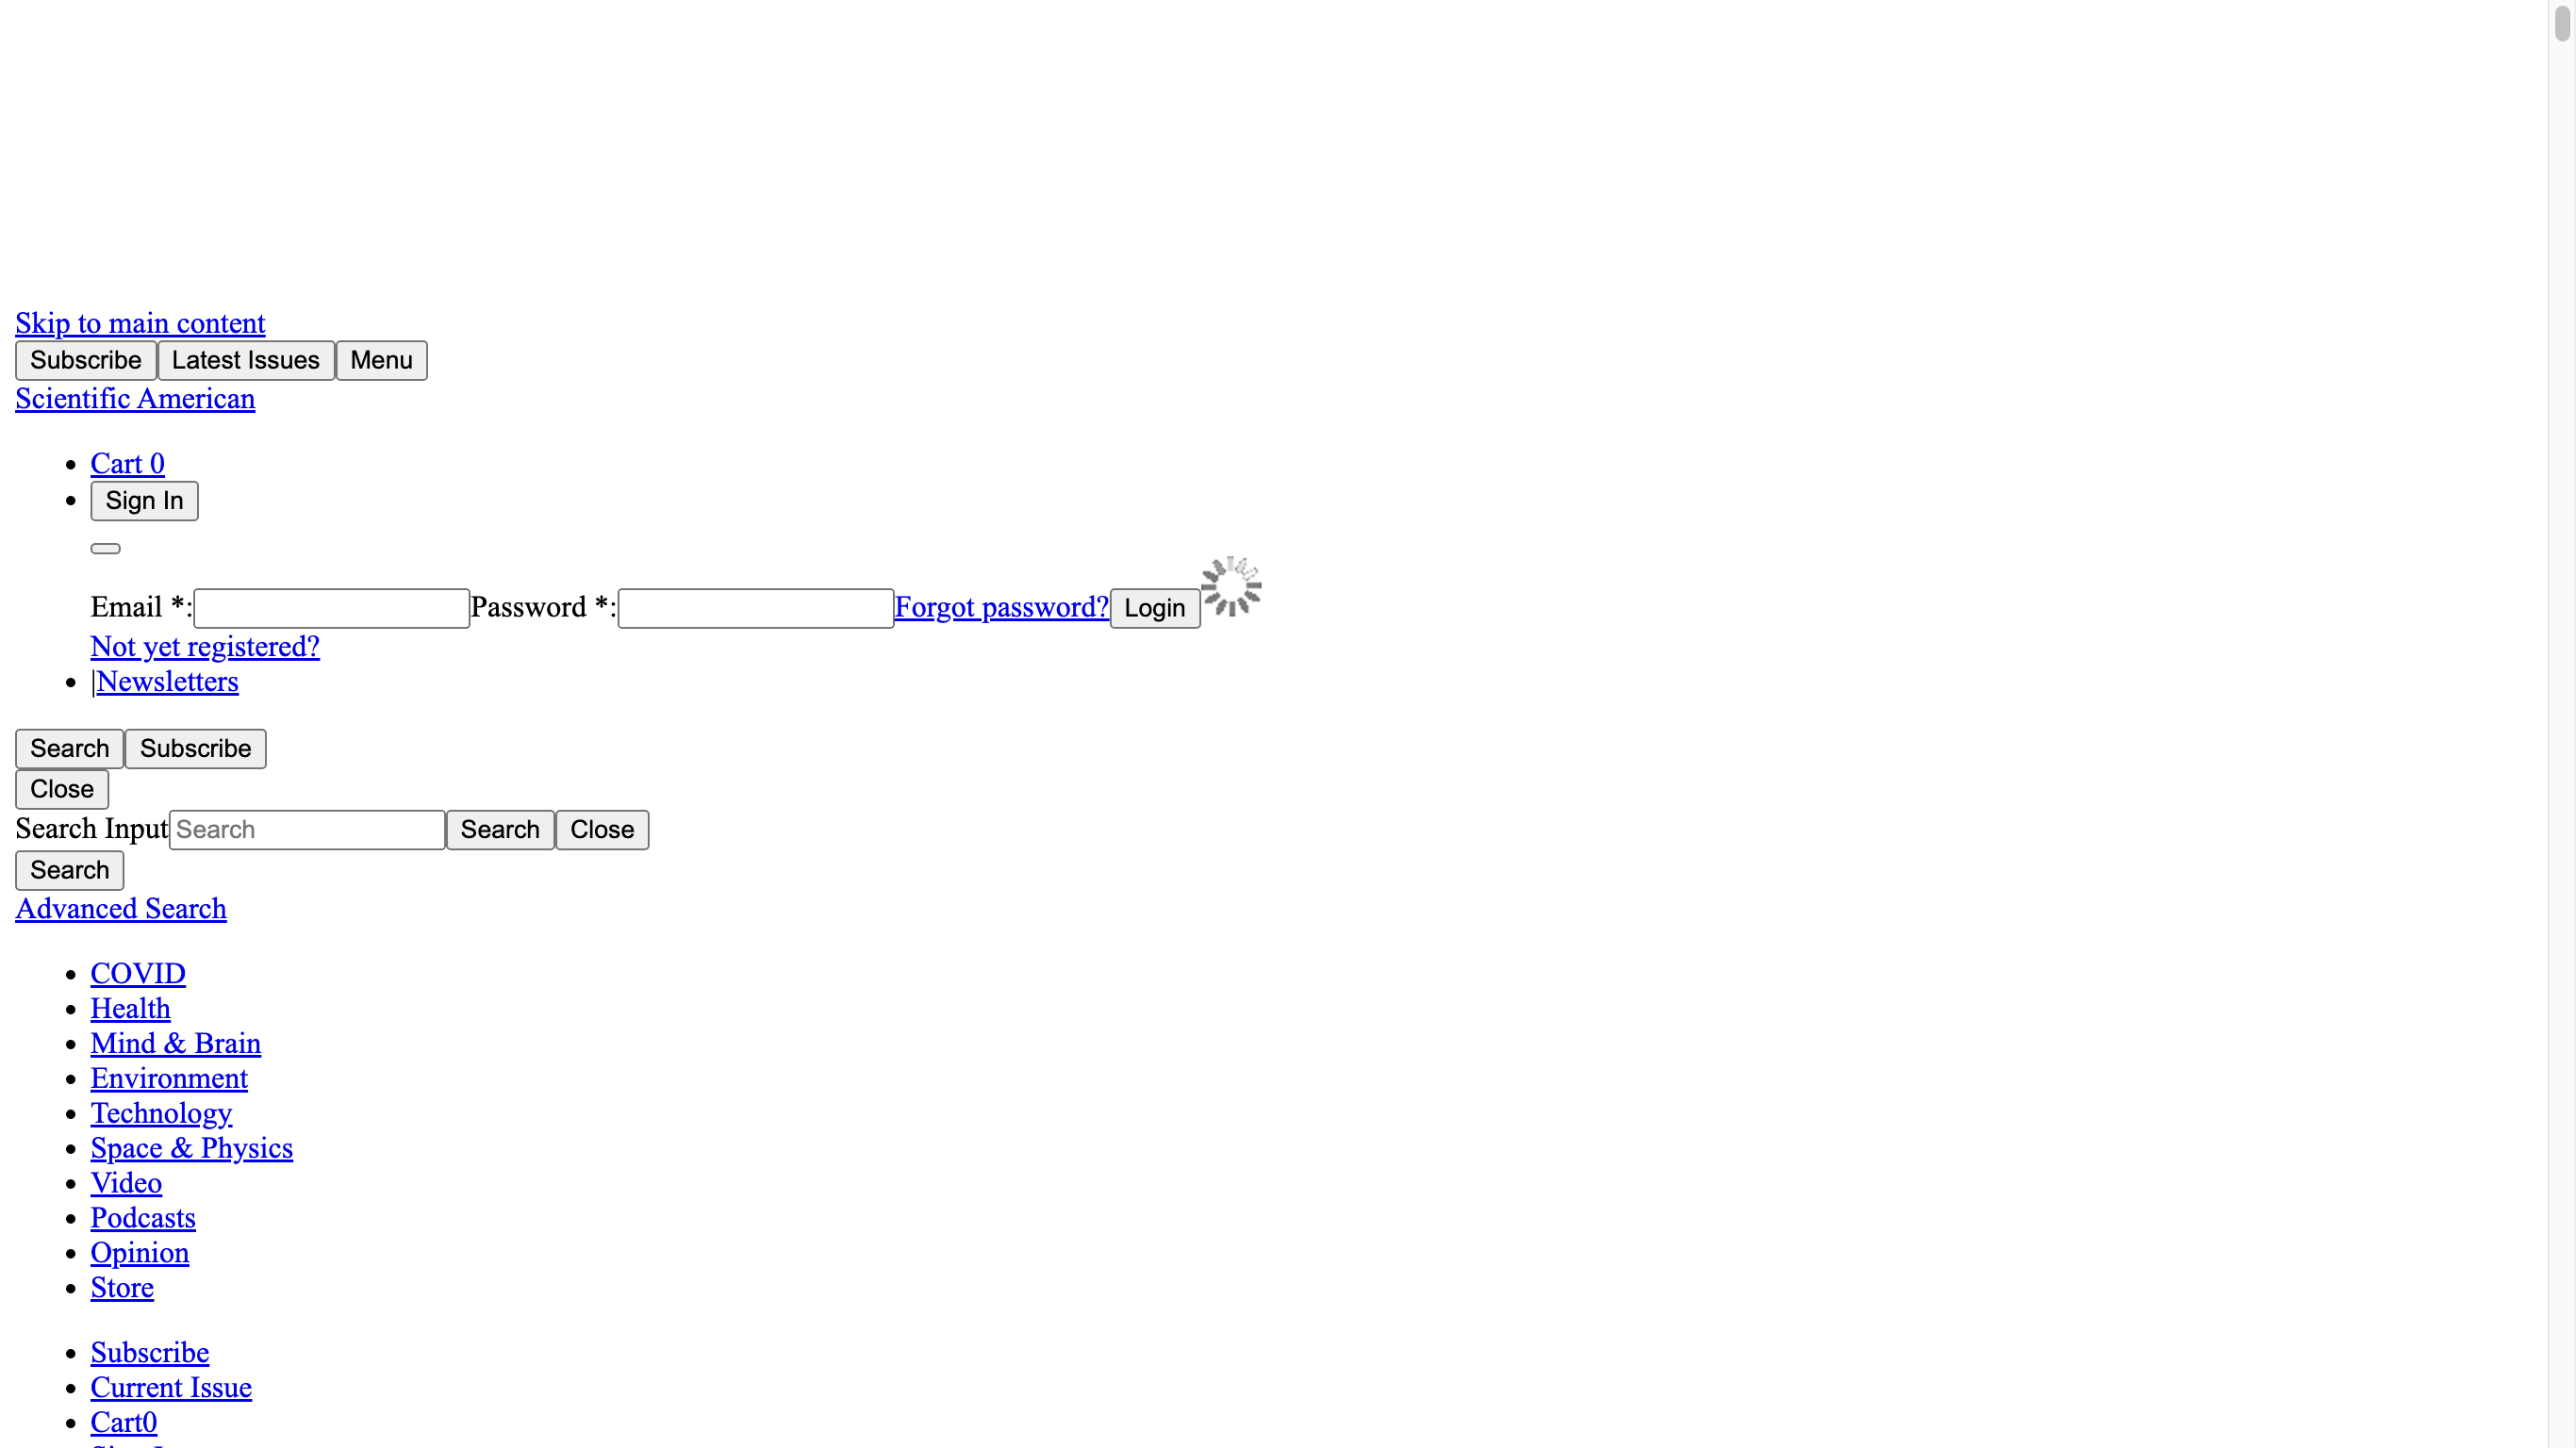 Skip to main content
Subscribe Latest Issues Menu
Scientific American
Cart 0
Sign In
Email *: Password *: Forgot password? Login
Not yet registered?
|Newsletters
Search Subscribe
Close
Search Input Search Search Close
Search
Advanced Search
COVID
Health
Mind & Brain
Environment
Technology
Space & Physics
Video
Podcasts
Opinion
Store
Subscribe
Current Issue
Cart0